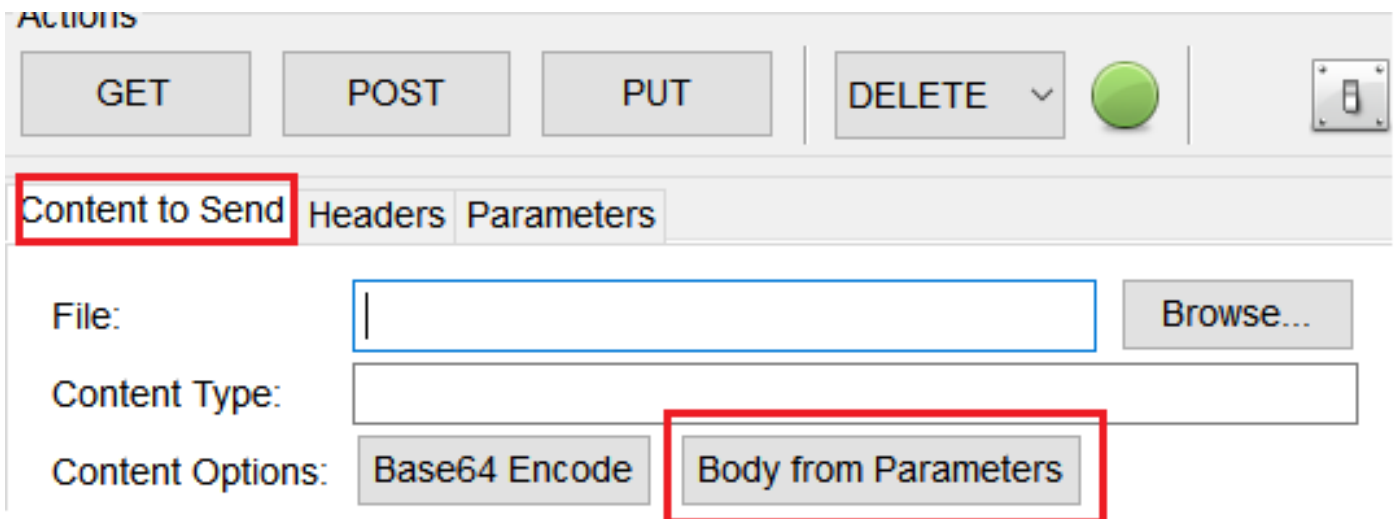 Actions
GET POST PUT DELETE
Content to Send Headers Parameters
File: Browse...
Content Type:
Content Options: Base64 Encode Body from Parameters